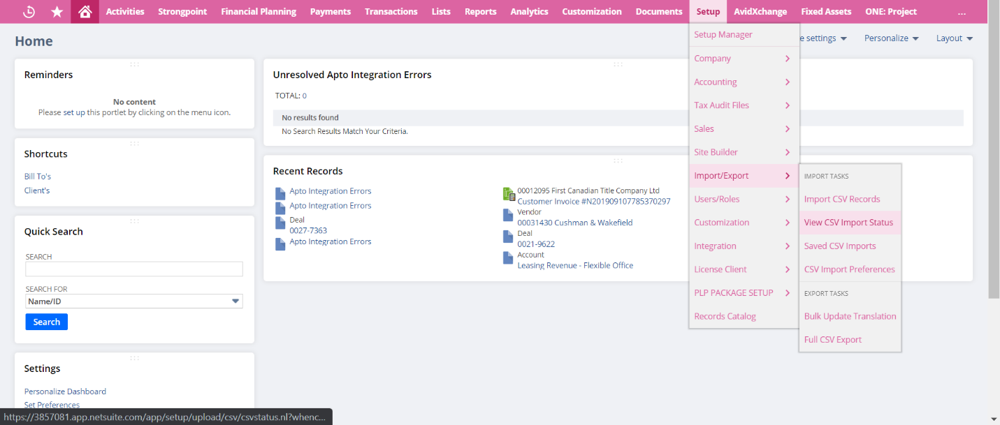 Activities Strongpoint Financial Planning Payments Transactions Lists Reports Analytics Customization Documents Setup AvidXchange Fixed Assets ONE: Project ...
Home
e settings Personalize Layout
Reminders
No content
Please set up this portlet by clicking on the menu icon.
Shortcuts
Bill To's
Client's
Quick Search
SEARCH
SEARCH FOR
Name/ID
Search
Settings
Personalize Dashboard
Set Preferences
Unresolved Apto Integration Errors
TOTAL: 0
No results found
No Search Results Match Your Criteria.
Recent Records
Apto Integration Errors
Apto Integration Errors
Deal
0027-7363
Apto Integration Errors
00012095 First Canadian Title Company Ltd
Customer Invoice #N201909107785370297
Vendor
00031430 Cushman & Wakefield
Deal
0021-9622
Account
Leasing Revenue - Flexible Office
Setup Manager
Company
Accounting
Tax Audit Files
Sales
Site Builder
Import/Export
Users/Roles
Customization
Integration
License Client
PLP PACKAGE SETUP
Records Catalog
IMPORT TASKS
Import CSV Records
View CSV Import Status
Saved CSV Imports
CSV Import Preferences
EXPORT TASKS
Bulk Update Translation
Full CSV Export
https://3857081.app.netsuite.com/app/setup/upload/csv/csvstatus.nl?whenc...